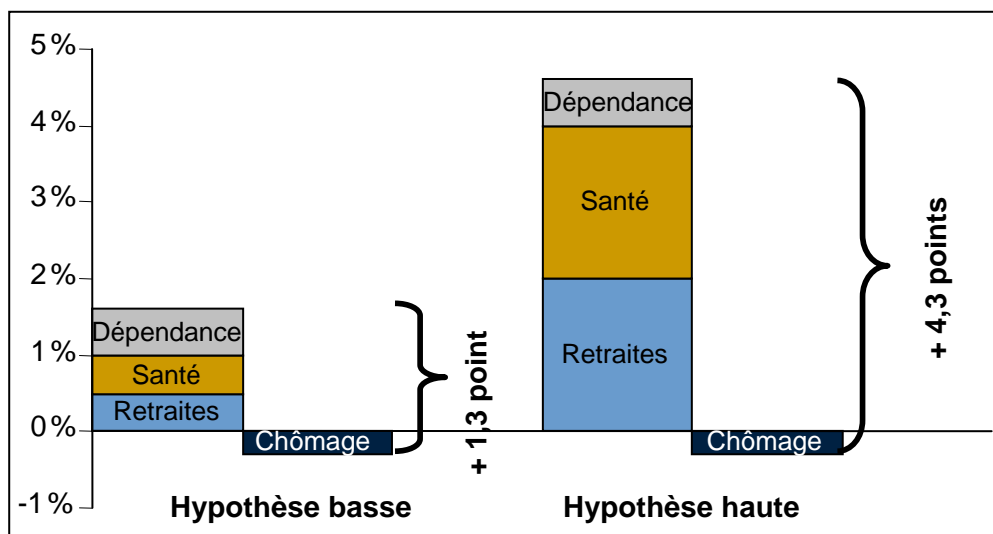 5%
4%
3%
2%
1%
0%
-1%
Dépendance
Santé
Retraites
Chômage
+ 1,3 point
Dépendance
Santé
Retraites
Chômage
+ 4,3 points
Hypothèse basse
Hypothèse haute